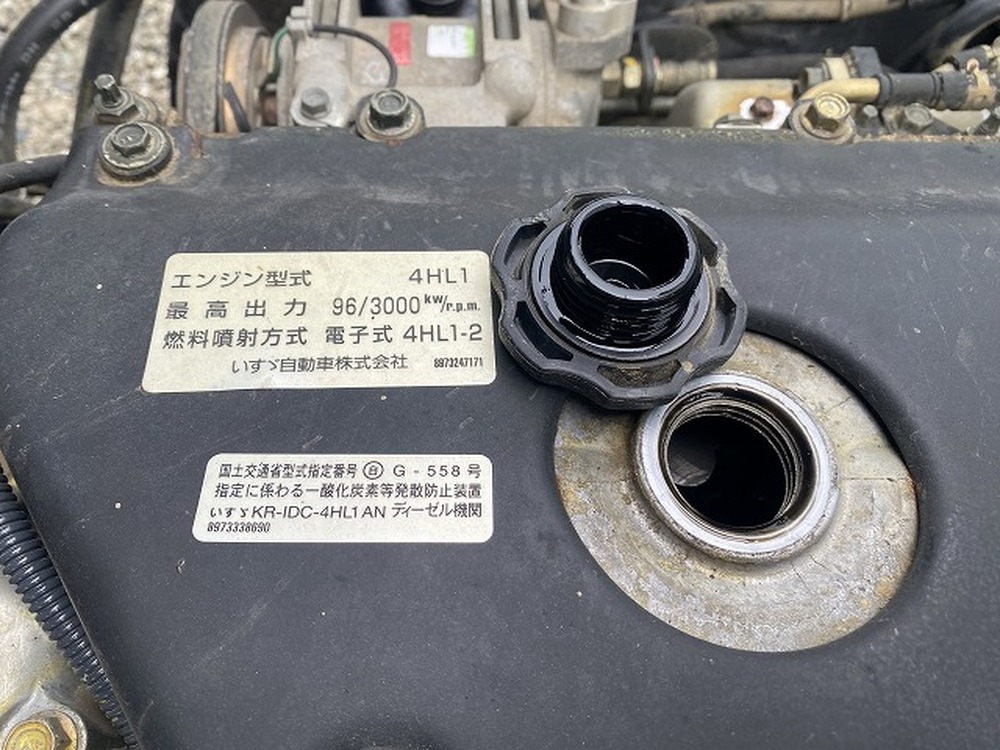 エンジン型式 4HL1
最高出力 96/3000 kw/r.p.m.
燃料噴射方式 電子式 4HL1-2
いすゞ自動車株式会社 8973247171
国土交通省型式指定番号 ㊐ G-558号
指定に係わる一酸化炭素等発散防止装置
いすゞ KR-IDC-4HL1AN ディーゼル機関
8973338690